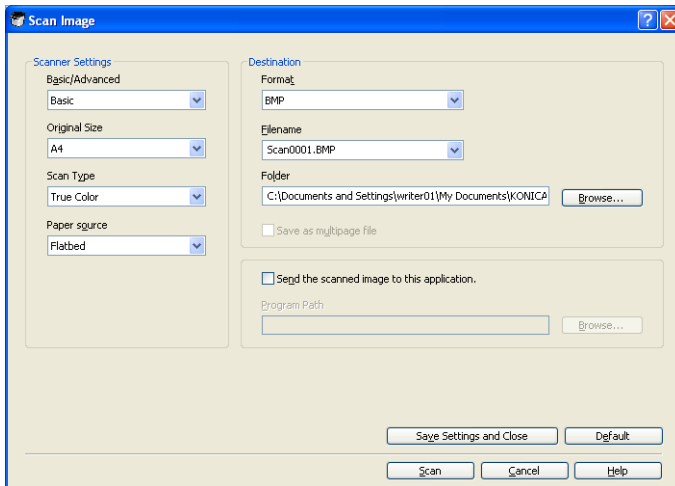 Scan Image
Scanner Settings
Basic/Advanced
Basic
Original Size
A4
Scan Type
True Color
Paper source
Flatbed
Destination
Format
BMP
Filename
Scan0001.BMP
Folder
C:\Documents and Settings\writer01\My Documents\KONICA
Browse...
Save as multipage file
Send the scanned image to this application.
Program Path
Browse...
Save Settings and Close
Default
Scan
Cancel
Help